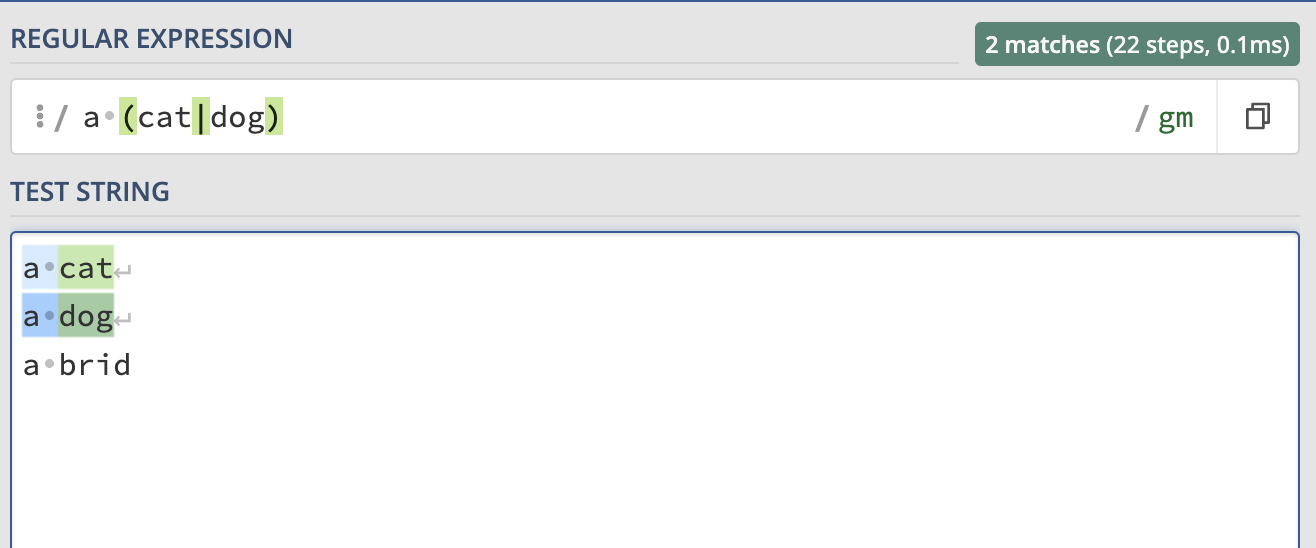 REGULAR EXPRESSION
2 matches (22 steps, 0.1ms)
/ a·(cat|dog) / gm
TEST STRING
a·cat↵
a·dog↵
a·brid